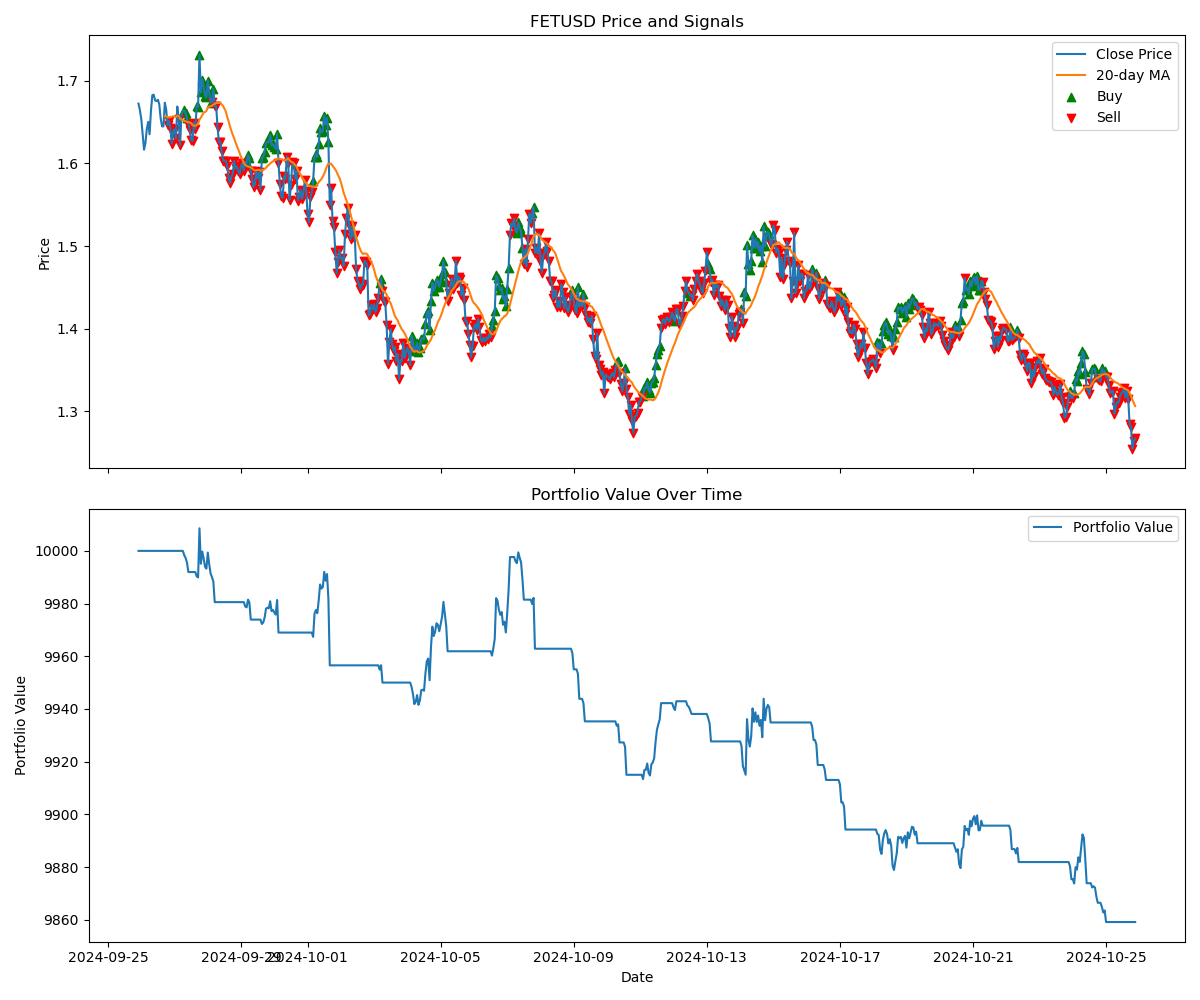 FETUSD Price and Signals
Close Price
20-day MA
Buy
Sell
Price
1.7
1.6
1.5
1.4
1.3
Portfolio Value Over Time
Portfolio Value
Portfolio Value
10000
9980
9960
9940
9920
9900
9880
9860
2024-09-25 2024-09-29 2024-10-01 2024-10-05 2024-10-09 2024-10-13 2024-10-17 2024-10-21 2024-10-25
Date